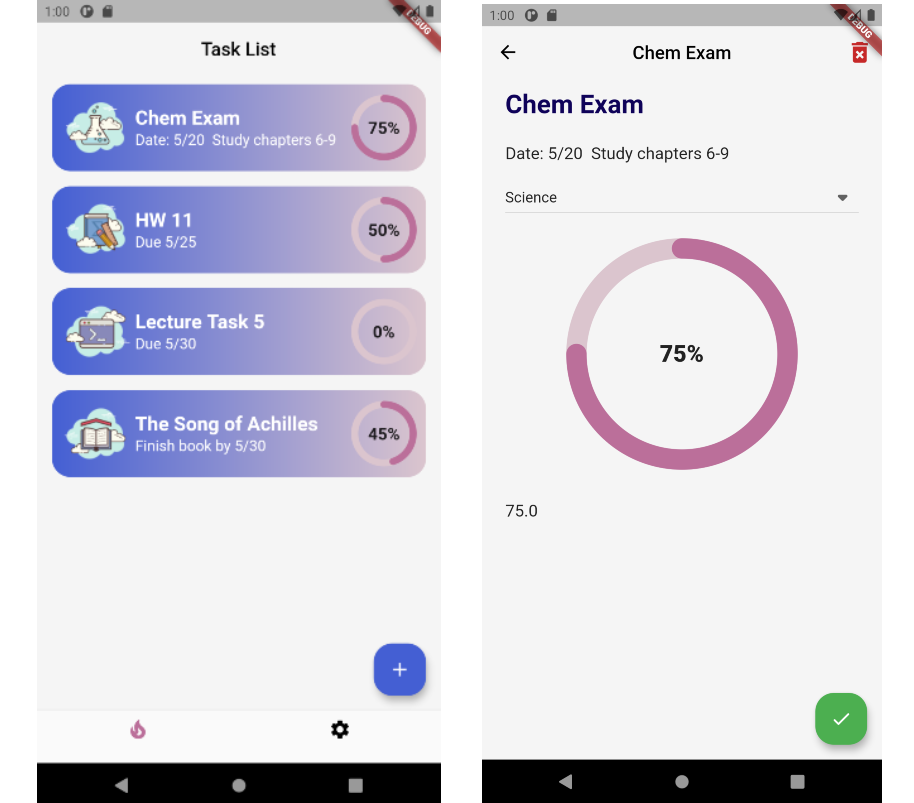 1:00
DEBUG
Task List
Chem Exam
Date: 5/20  Study chapters 6-9
75%
HW 11
Due 5/25
50%
Lecture Task 5
Due 5/30
0%
The Song of Achilles
Finish book by 5/30
45%
1:00
DEBUG
Chem Exam
Chem Exam
Date: 5/20  Study chapters 6-9
Science
75%
75.0